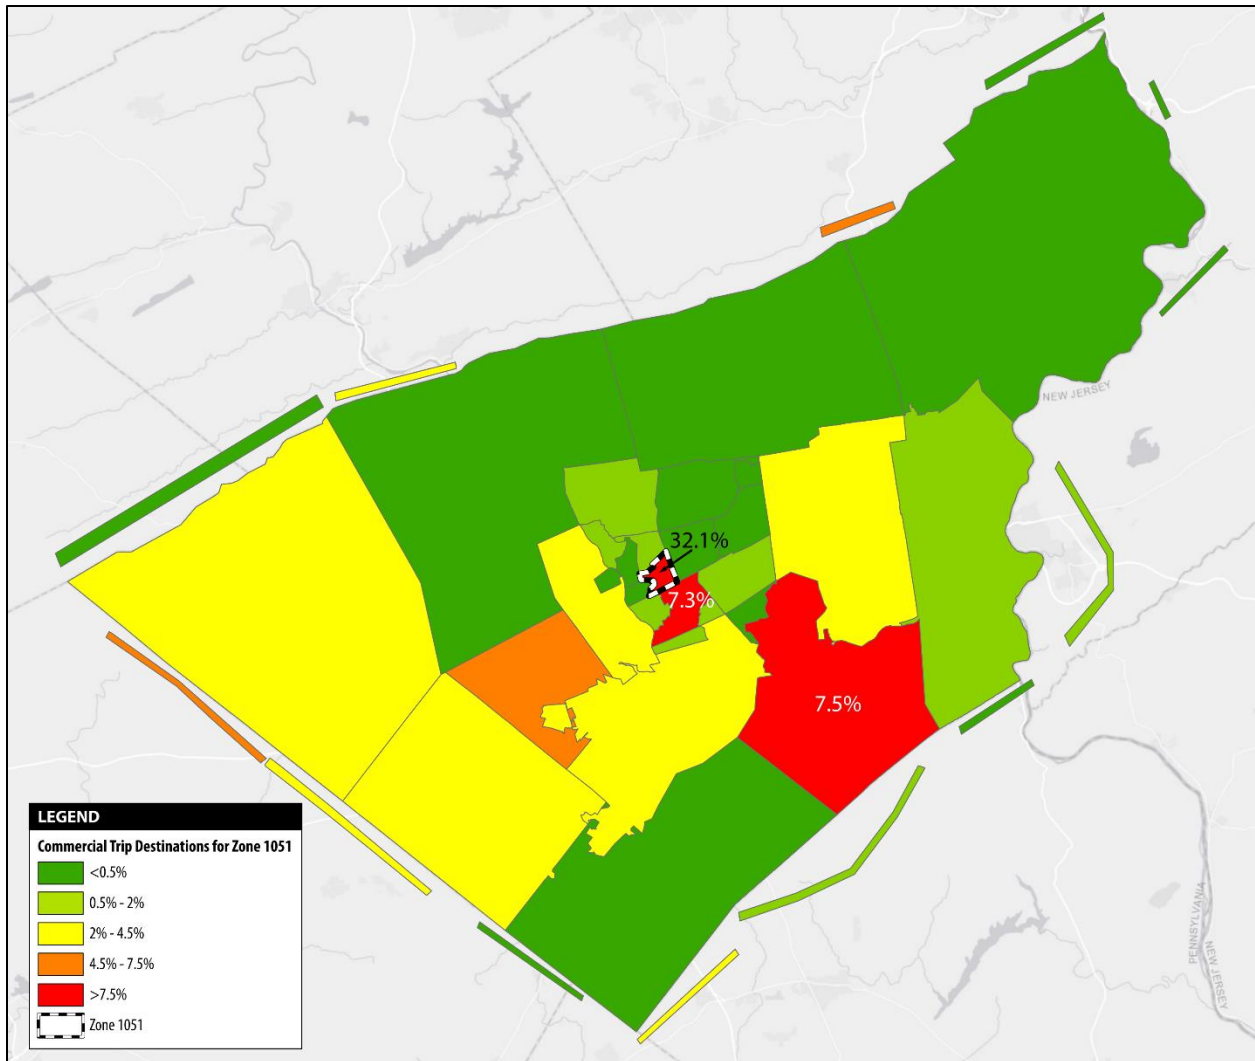 NEW JERSEY
32.1%
7.3%
7.5%
LEGEND
Commercial Trip Destinations for Zone 1051
<0.5%
0.5% - 2%
2% - 4.5%
4.5% - 7.5%
>7.5%
Zone 1051
PENNSYLVANIA
NEW JERSEY